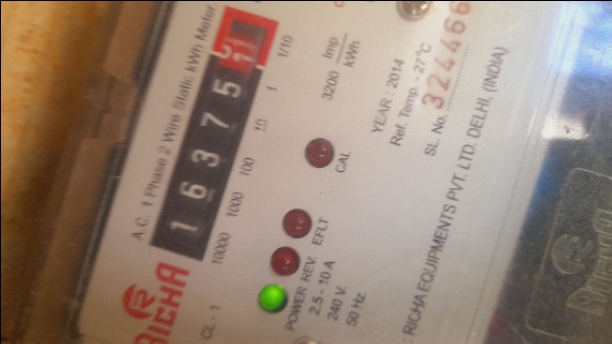 A.C. 1 Phase 2 Wire Static kWh Meter
1 6 3 7 5
10000 1000 100 10 1 1/10
3200 Imp/kWh
CAL
EFLT
REV.
POWER
RICHA
CL - 1
2.5 - 10 A
240 V.
50 Hz.
YEAR : 2014
Ref. Temp. - 27°C
SL. No. 324466
: RICHA EQUIPMENTS PVT. LTD. DELHI, (INDIA)
RICHA